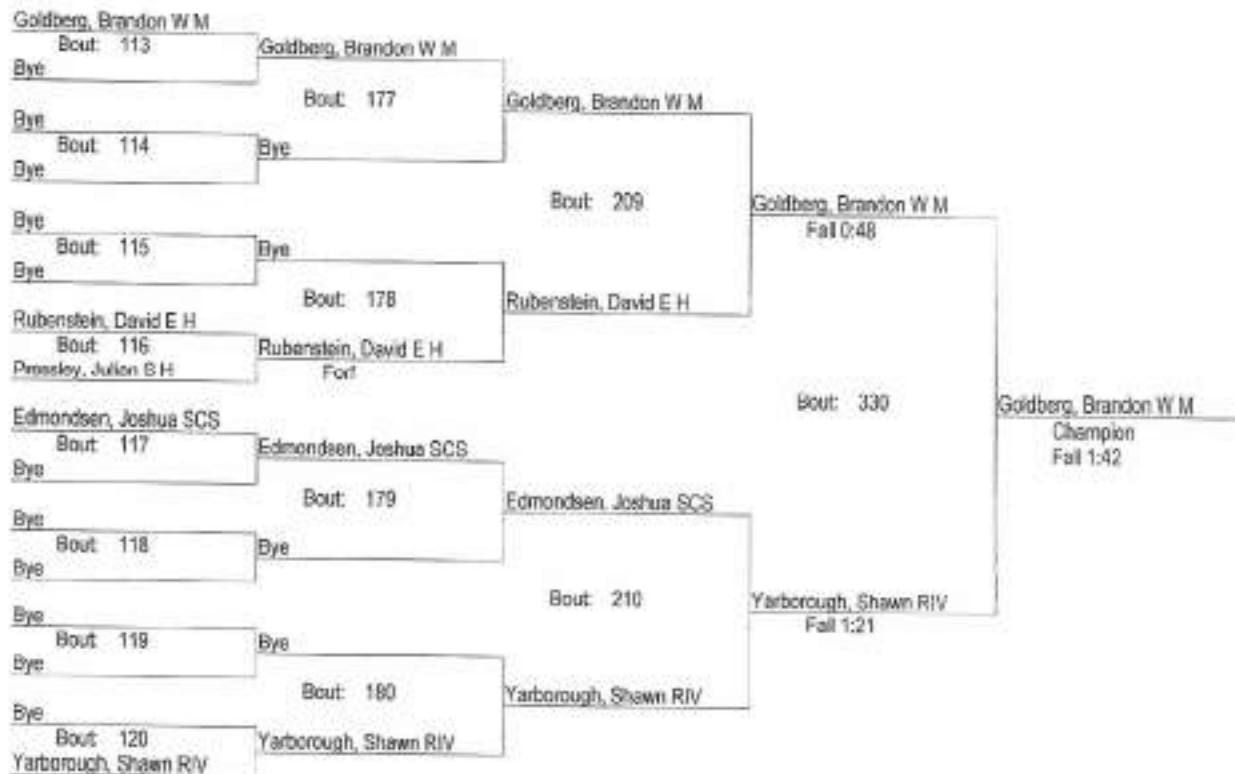 Goldberg, Brandon W M
Bout: 113
Bye
Goldberg, Brandon W M
Bout: 177
Bye
Bout: 114
Bye
Bye
Goldberg, Brandon W M
Bout: 209
Bye
Bout: 115
Bye
Bye
Bout: 178
Rubenstein, David E H
Bout: 116
Pressley, Julian S H
Rubenstein, David E H
Forf
Rubenstein, David E H
Goldberg, Brandon W M
Fall 0:48
Bout: 330
Edmondsen, Joshua SCS
Bout: 117
Bye
Edmondsen, Joshua SCS
Bout: 179
Bye
Bout: 118
Bye
Bye
Edmondsen, Joshua SCS
Bout: 210
Bye
Bout: 119
Bye
Bye
Bout: 180
Bye
Bout: 120
Yarborough, Shawn RIV
Yarborough, Shawn RIV
Yarborough, Shawn RIV
Yarborough, Shawn RIV
Fall 1:21
Goldberg, Brandon W M
Champion
Fall 1:42